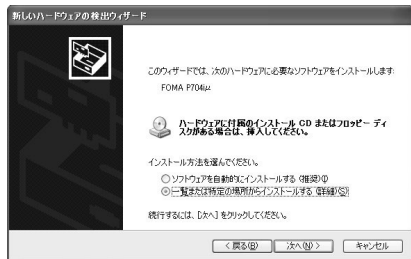 新しいハードウェアの検出ウィザード
このウィザードでは、次のハードウェアに必要なソフトウェアをインストールします:
FOMA P704iμ
ハードウェアに付属のインストール CD またはフロッピー ディ
スクがある場合は、挿入してください。
インストール方法を選んでください。
ソフトウェアを自動的にインストールする (推奨)(I)
一覧または特定の場所からインストールする (詳細)(S)
続行するには、[次へ] をクリックしてください。
< 戻る(B) 次へ(N) > キャンセル